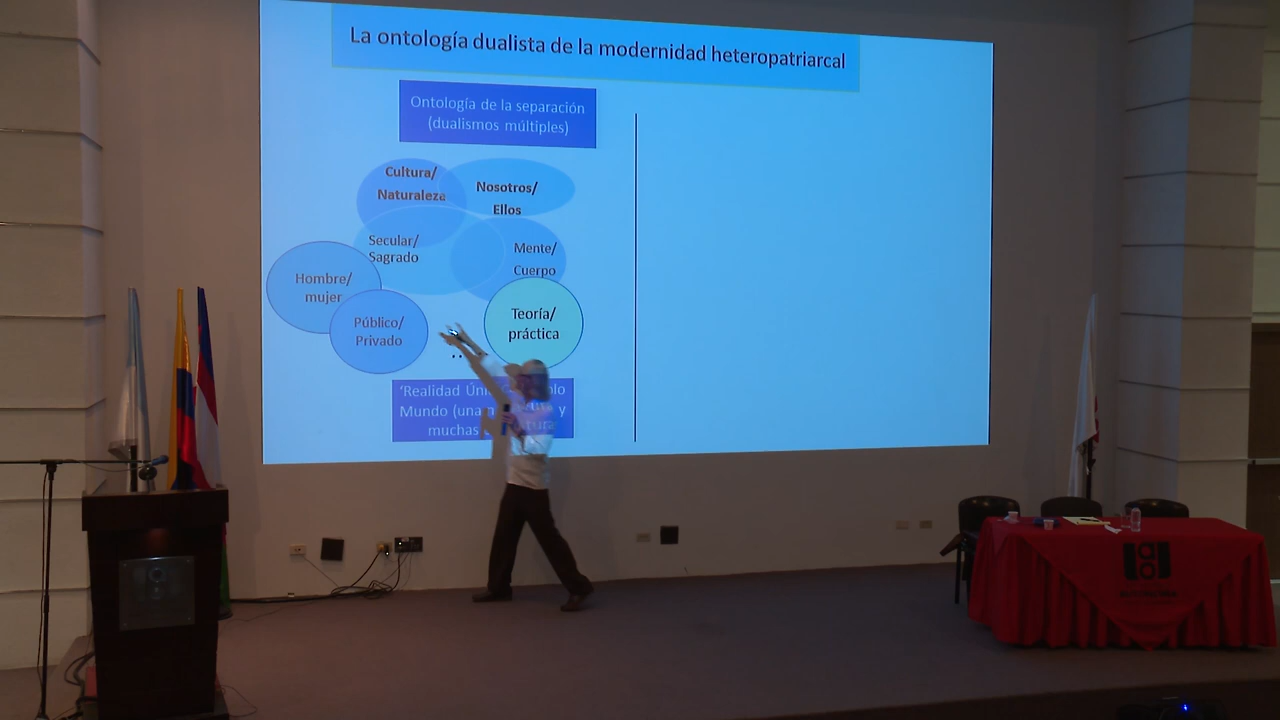 La ontología dualista de la modernidad heteropatriarcal
Ontología de la separación
(dualismos múltiples)
Cultura/
Naturaleza
Nosotros/
Ellos
Secular/
Sagrado
Mente/
Cuerpo
Hombre/
mujer
Público/
Privado
Teoría/
práctica
..
'Realidad
Mundo (una y
muchas